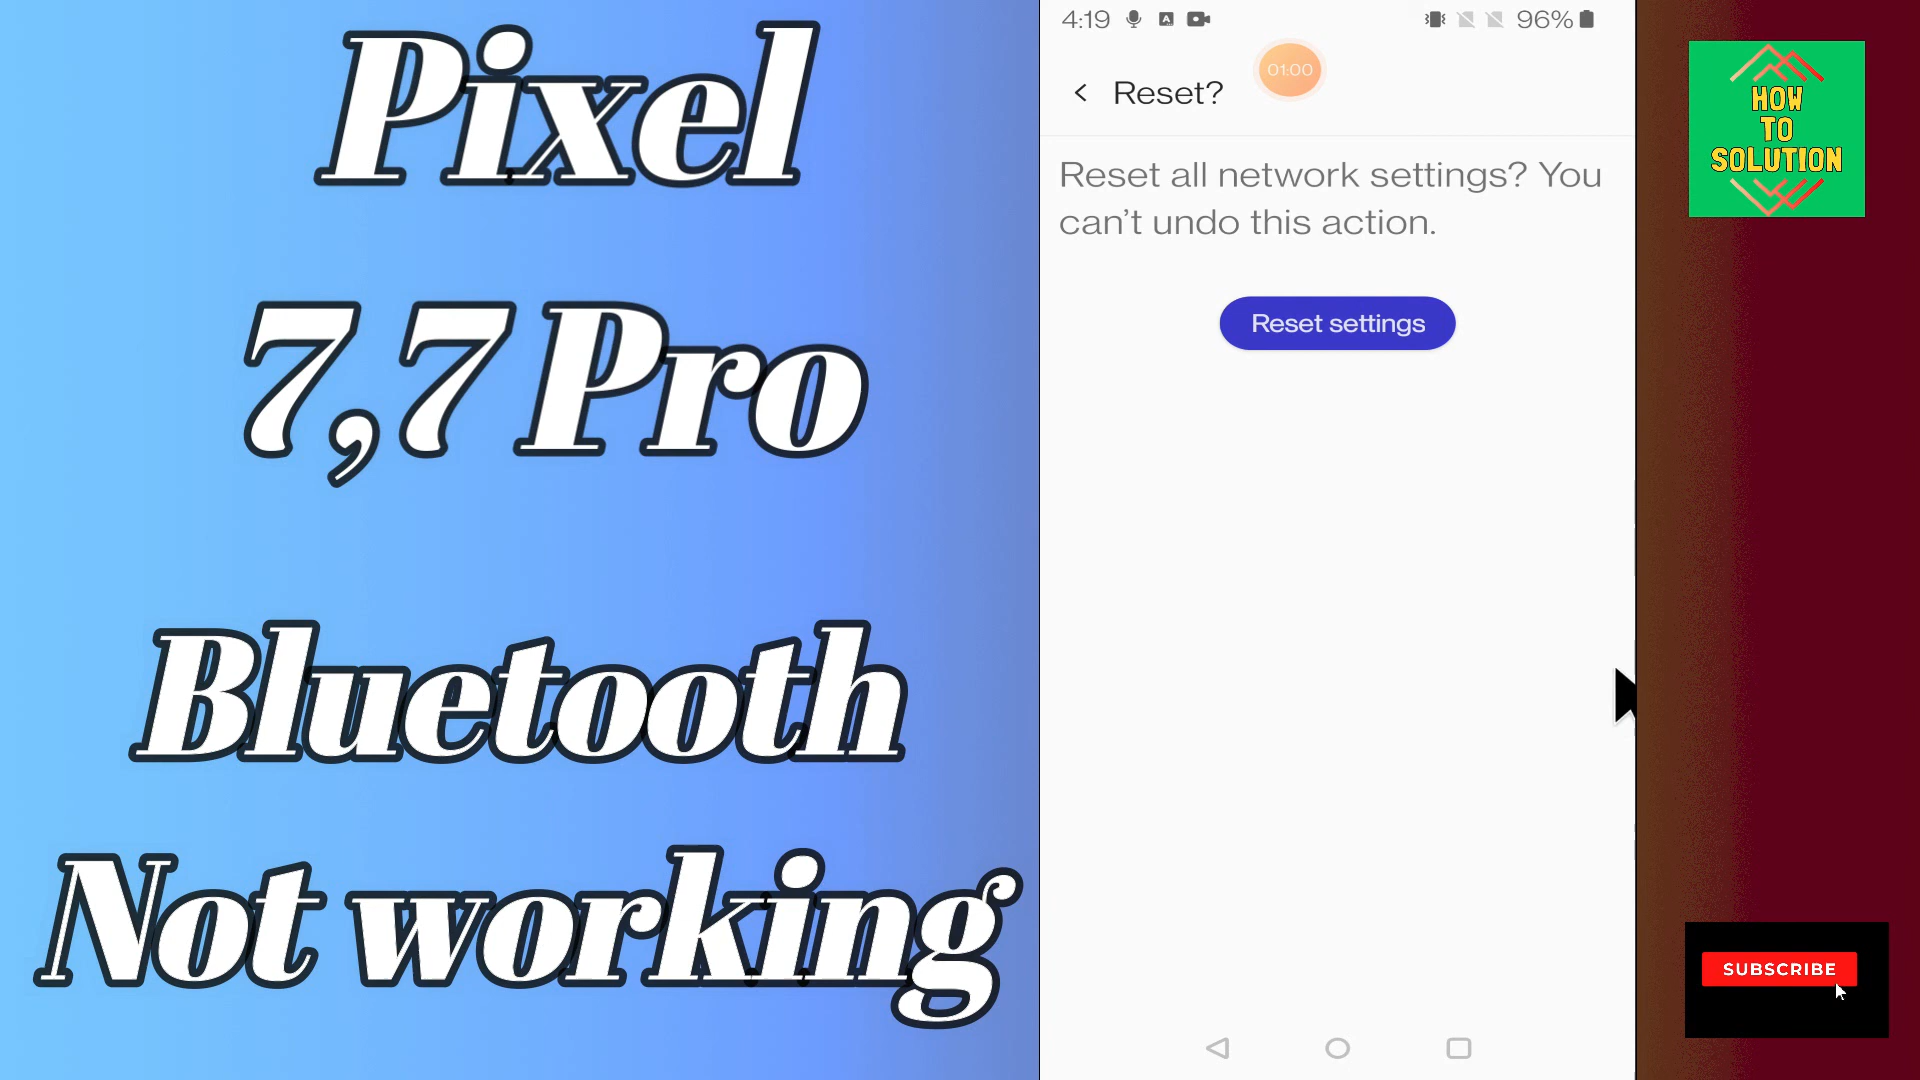 Pixel
7,7 Pro
Bluetooth
Not working
4:19
96%
01:00
Reset?
Reset all network settings? You
can’t undo this action.
Reset settings
HOW
TO
SOLUTION
SUBSCRIBE